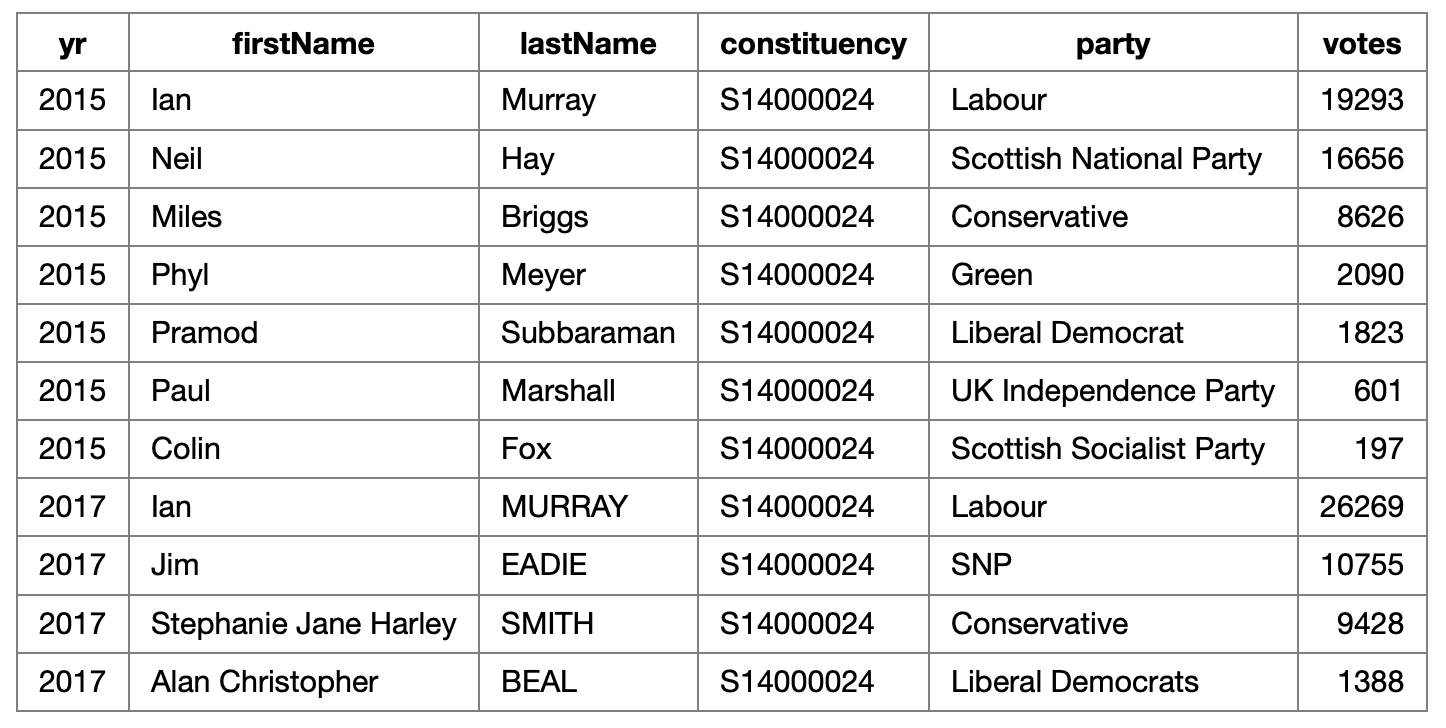 yr firstName lastName constituency party votes
2015 Ian Murray S14000024 Labour 19293
2015 Neil Hay S14000024 Scottish National Party 16656
2015 Miles Briggs S14000024 Conservative 8626
2015 Phyl Meyer S14000024 Green 2090
2015 Pramod Subbaraman S14000024 Liberal Democrat 1823
2015 Paul Marshall S14000024 UK Independence Party 601
2015 Colin Fox S14000024 Scottish Socialist Party 197
2017 Ian MURRAY S14000024 Labour 26269
2017 Jim EADIE S14000024 SNP 10755
2017 Stephanie Jane Harley SMITH S14000024 Conservative 9428
2017 Alan Christopher BEAL S14000024 Liberal Democrats 1388